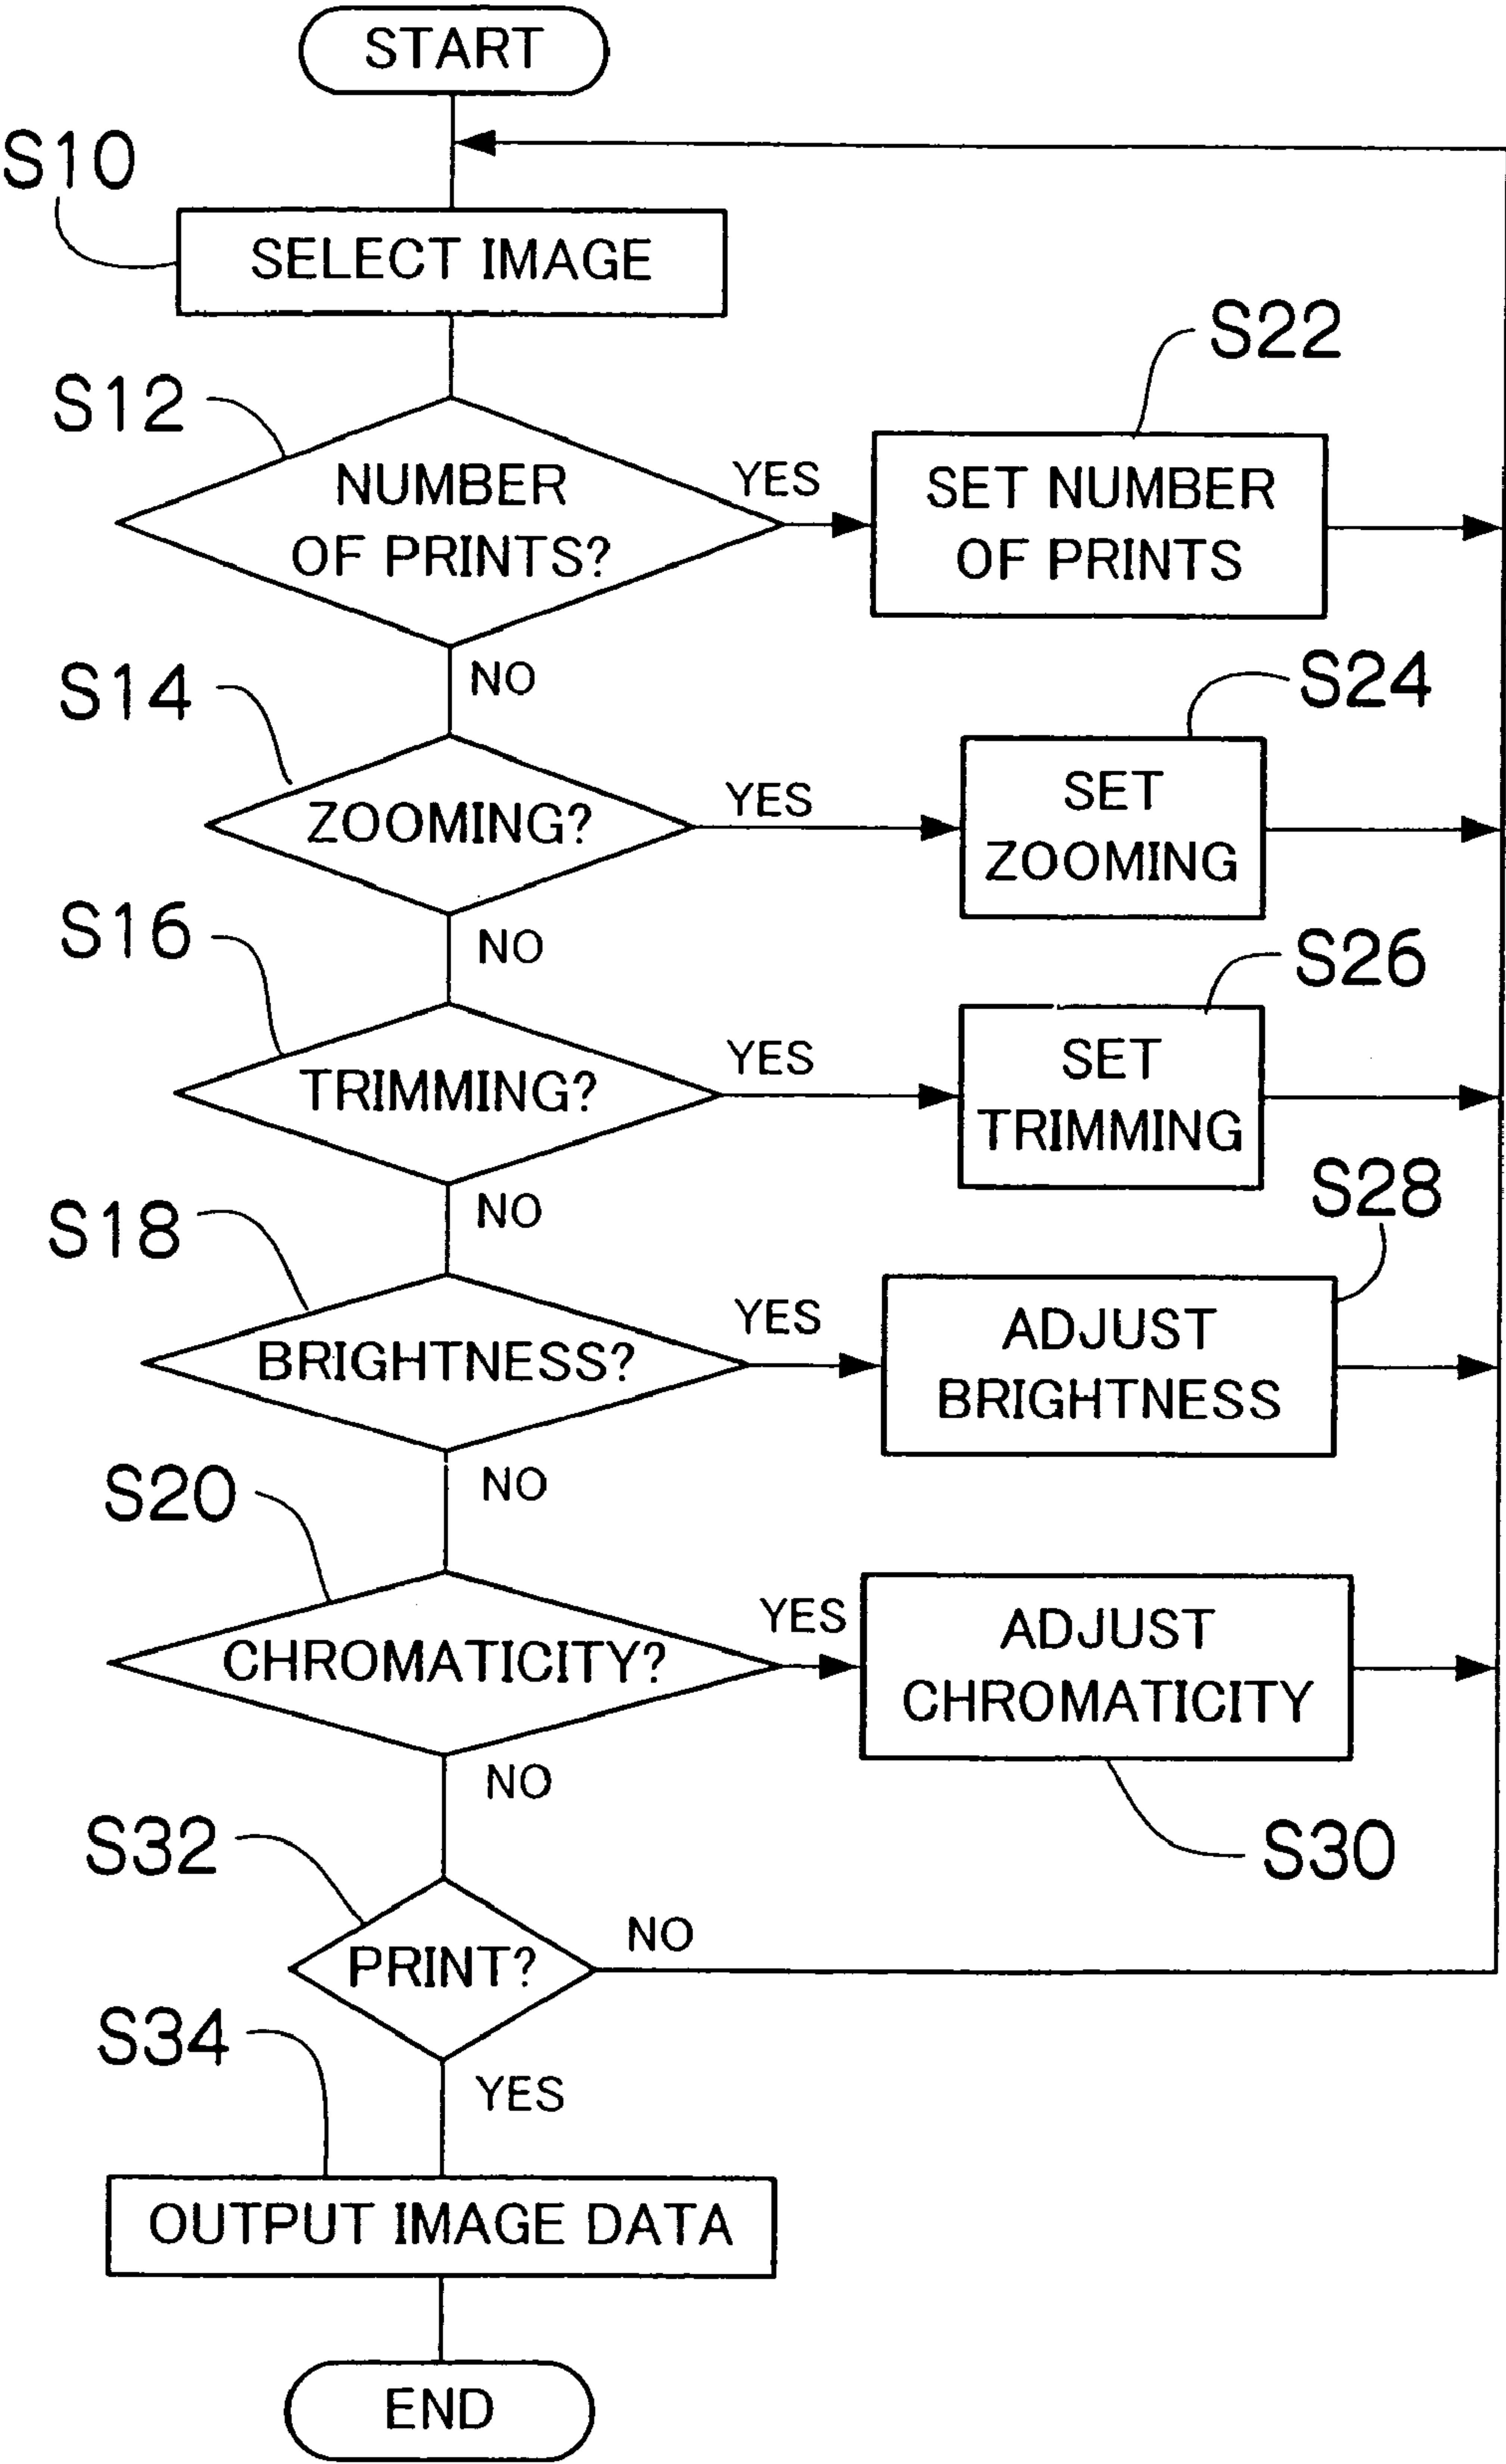 START
S10
SELECT IMAGE
S22
S12
NUMBER
OF PRINTS?
YES
SET NUMBER
OF PRINTS
NO
S14
S24
ZOOMING?
YES
SET
ZOOMING
NO
S16
S26
TRIMMING?
YES
SET
TRIMMING
NO
S18
S28
BRIGHTNESS?
YES
ADJUST
BRIGHTNESS
NO
S20
CHROMATICITY?
YES
ADJUST
CHROMATICITY
NO
S32
S30
PRINT?
NO
S34
YES
OUTPUT IMAGE DATA
END